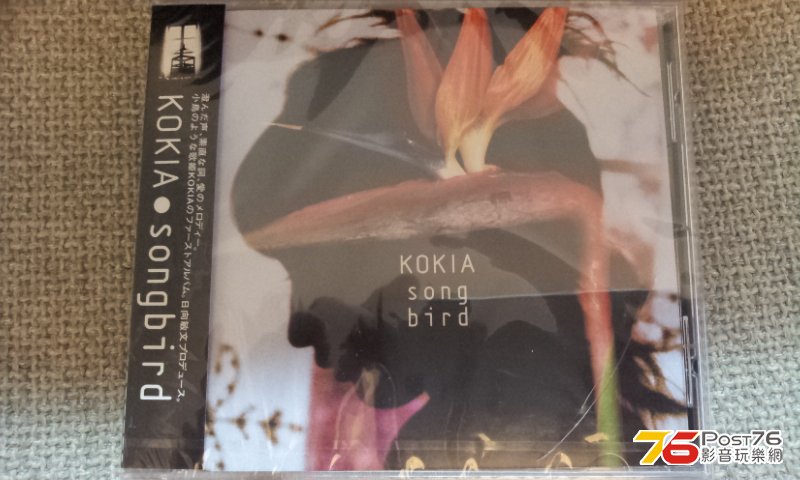 KOKIA●songbird
澄んだ声、素直な詞、愛のメロディー。
小鳥のような歌姫KOKIAのファーストアルバム。日向敏文プロデュース。
KOKIA
song
bird
76 Post76
影音玩樂網